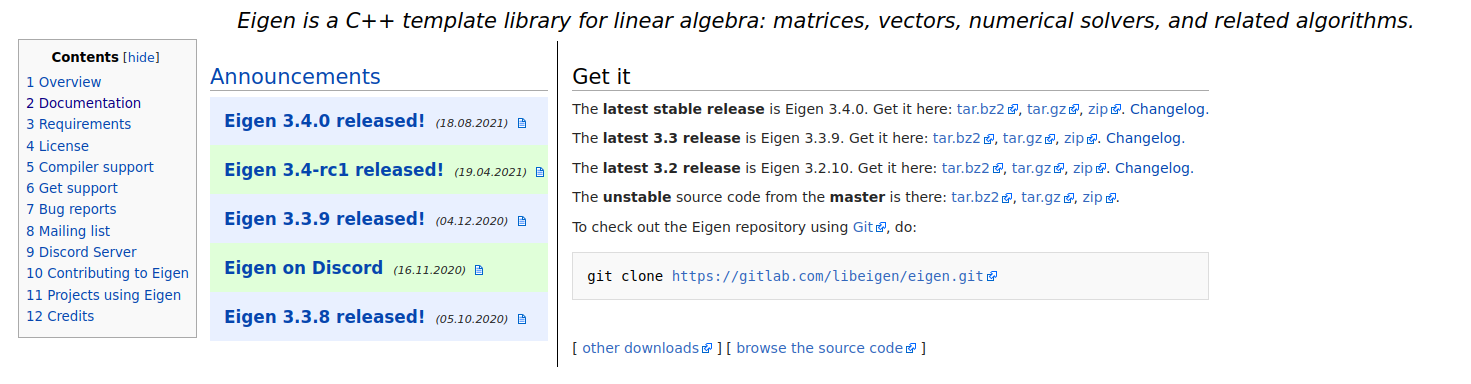 Eigen is a C++ template library for linear algebra: matrices, vectors, numerical solvers, and related algorithms.
Contents [hide]
1 Overview
2 Documentation
3 Requirements
4 License
5 Compiler support
6 Get support
7 Bug reports
8 Mailing list
9 Discord Server
10 Contributing to Eigen
11 Projects using Eigen
12 Credits
Announcements
Eigen 3.4.0 released! (18.08.2021)
Eigen 3.4-rc1 released! (19.04.2021)
Eigen 3.3.9 released! (04.12.2020)
Eigen on Discord (16.11.2020)
Eigen 3.3.8 released! (05.10.2020)
Get it
The latest stable release is Eigen 3.4.0. Get it here: tar.bz2, tar.gz, zip. Changelog.
The latest 3.3 release is Eigen 3.3.9. Get it here: tar.bz2, tar.gz, zip. Changelog.
The latest 3.2 release is Eigen 3.2.10. Get it here: tar.bz2, tar.gz, zip. Changelog.
The unstable source code from the master is there: tar.bz2, tar.gz, zip.
To check out the Eigen repository using Git, do:
git clone https://gitlab.com/libeigen/eigen.git
[ other downloads ] [ browse the source code ]